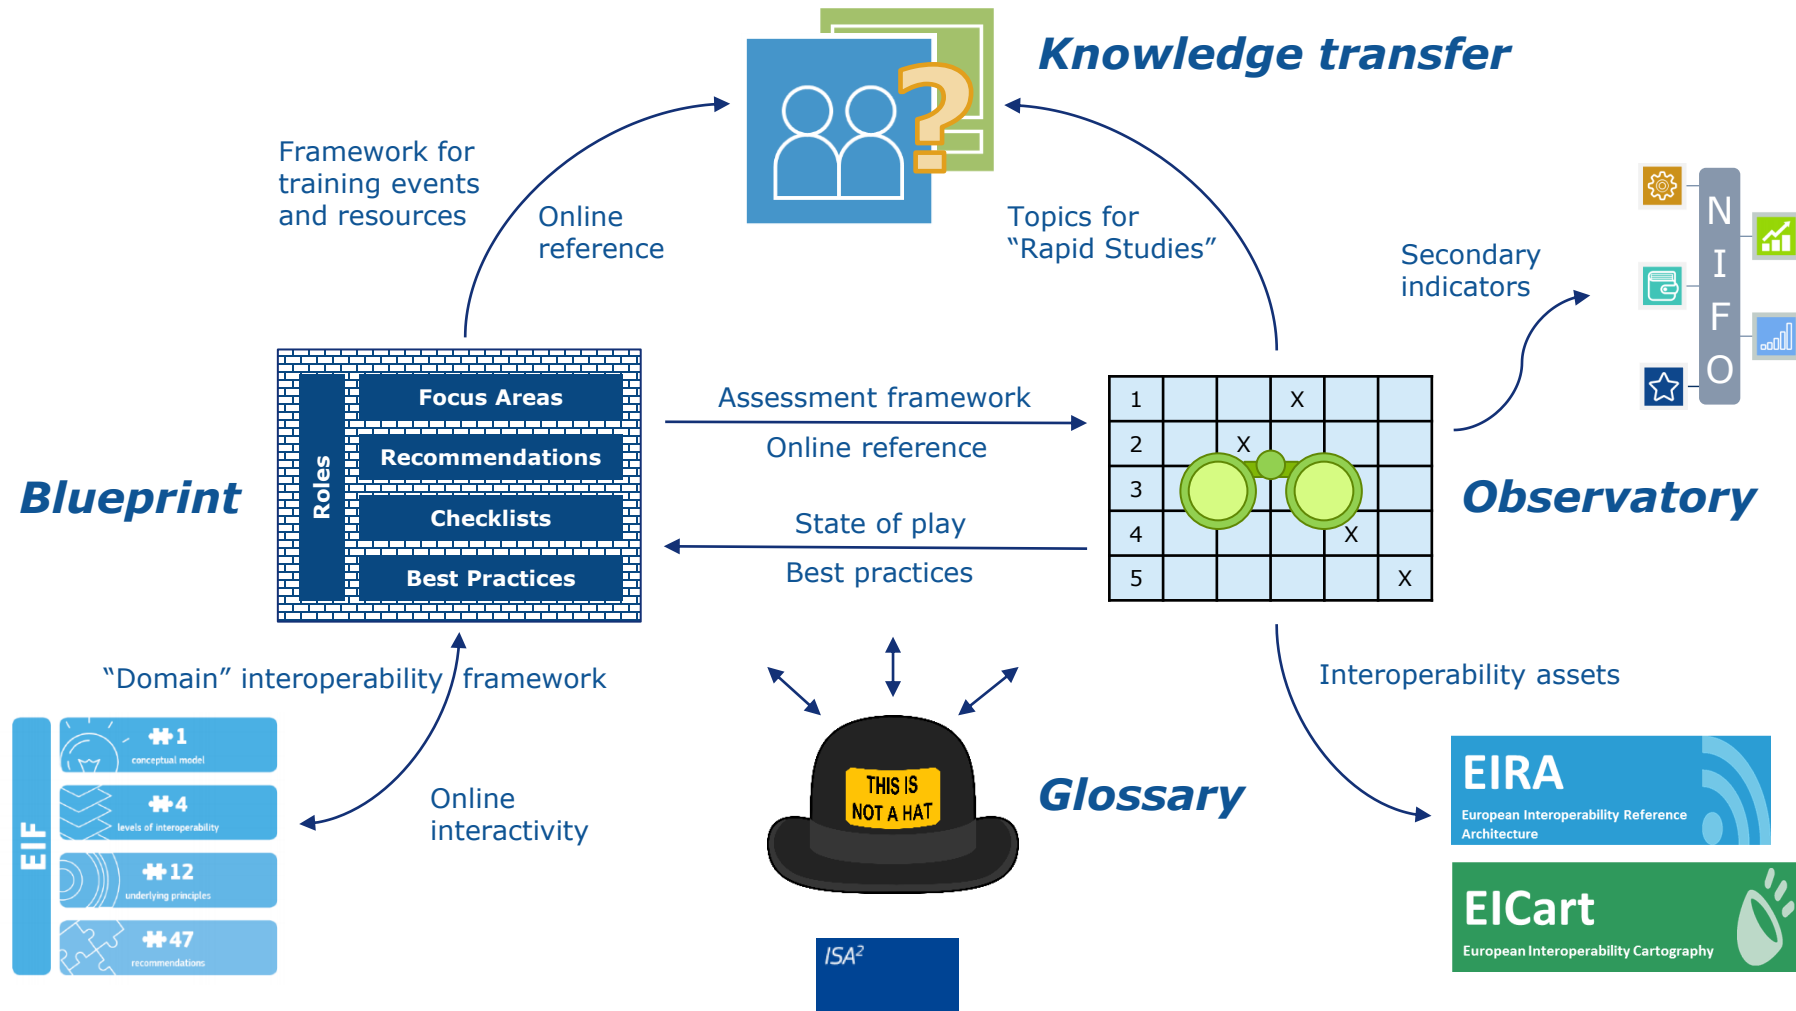 Knowledge transfer
Framework for
training events
and resources
Online
reference
Topics for
“Rapid Studies”
Secondary
indicators
N
I
F
O
Blueprint
Roles
Focus Areas
Recommendations
Checklists
Best Practices
Assessment framework
Online reference
State of play
Best practices
1 X
2 X
3
4 X
5 X
Observatory
“Domain” interoperability framework
Online
interactivity
EIF
1
conceptual model
4
levels of interoperability
12
underlying principles
47
recommendations
THIS IS
NOT A HAT
Glossary
Interoperability assets
EIRA
European Interoperability Reference
Architecture
EICart
European Interoperability Cartography
ISA²